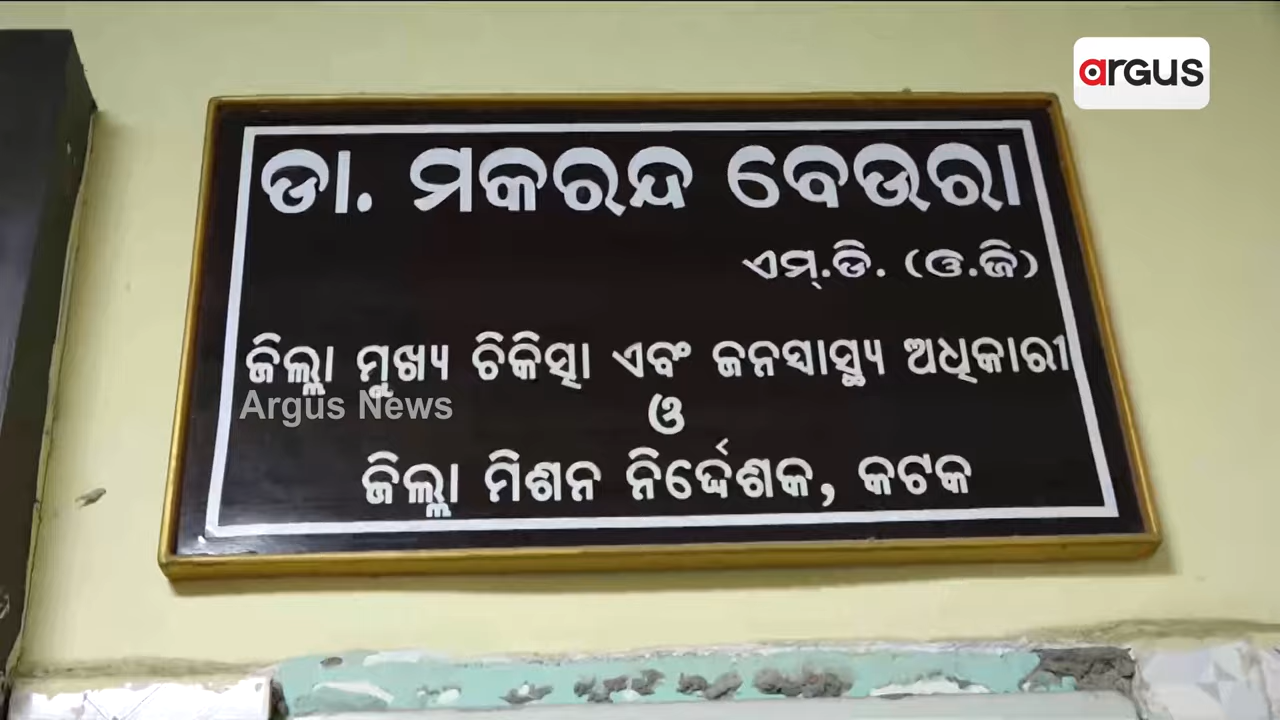 argus
ଡା. ମକରନ୍ଦ ବେଉରା
ଏମ୍.ଡି. (ଓ.ଜି)
ଜିଲ୍ଲା ମୁଖ୍ୟ ଚିକିତ୍ସା ଏବଂ ଜନସ୍ୱାସ୍ଥ୍ୟ ଅଧିକାରୀ
Argus News
ଓ
ଜିଲ୍ଲା ମିଶନ ନିର୍ଦ୍ଦେଶକ, କଟକ